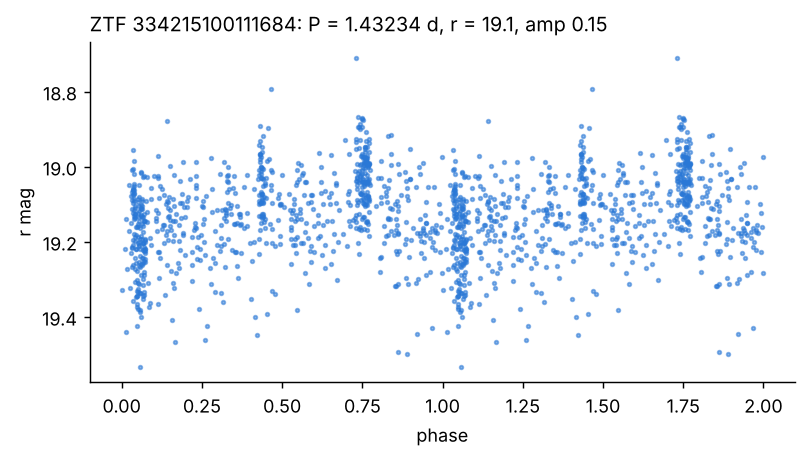 ZTF 334215100111684: P = 1.43234 d, r = 19.1, amp 0.15
r mag
18.8
19.0
19.2
19.4
0.00 0.25 0.50 0.75 1.00 1.25 1.50 1.75 2.00
phase